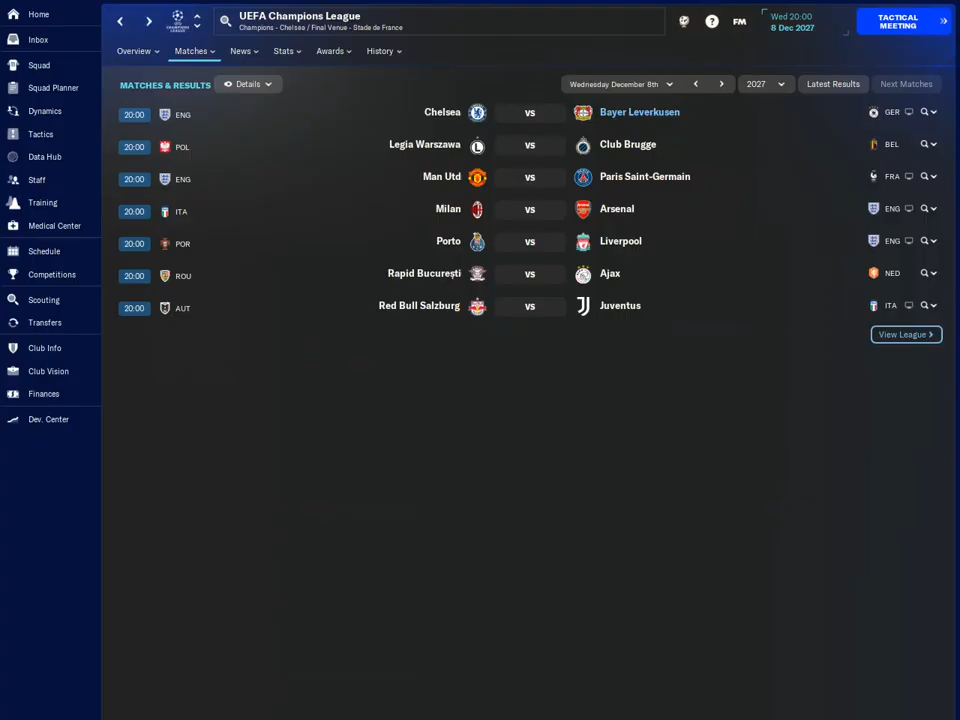 Home
Inbox
Squad
Squad Planner
Dynamics
Tactics
Data Hub
Staff
Training
Medical Center
Schedule
Competitions
Scouting
Transfers
Club Info
Club Vision
Finances
Dev. Center
UEFA Champions League
Champions - Chelsea / Final Venue - Stade de France
? FM
Wed 20:00
8 Dec 2027
TACTICAL MEETING
Overview Matches News Stats Awards History
MATCHES & RESULTS Details Wednesday December 8th 2027 Latest Results Next Matches
20:00 ENG Chelsea vs Bayer Leverkusen GER
20:00 POL Legia Warszawa vs Club Brugge BEL
20:00 ENG Man Utd vs Paris Saint-Germain FRA
20:00 ITA Milan vs Arsenal ENG
20:00 POR Porto vs Liverpool ENG
20:00 ROU Rapid București vs Ajax NED
20:00 AUT Red Bull Salzburg vs Juventus ITA
View League